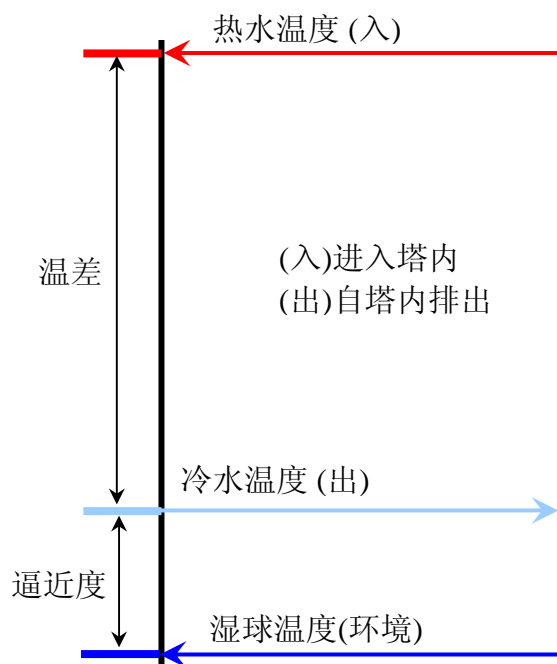 热水温度 (入)
温差
(入)进入塔内
(出)自塔内排出
冷水温度 (出)
逼近度
湿球温度(环境)